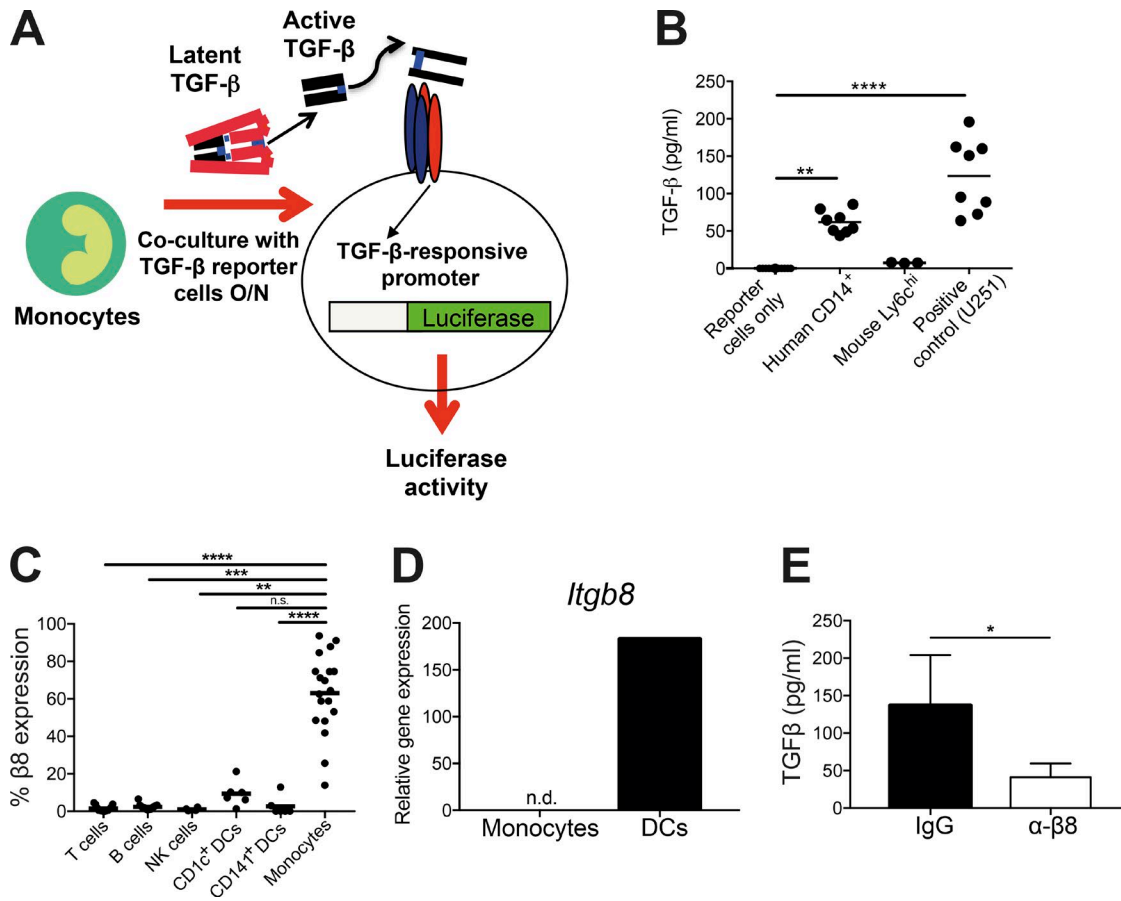 A
Latent
TGF-β
Active
TGF-β
Monocytes
Co-culture with
TGF-β reporter
cells O/N
TGF-β-responsive
promoter
Luciferase
Luciferase
activity
B
TGF-β (pg/ml)
250
200
150
100
50
0
**
****
Reporter
cells only
Human CD14+
Mouse Ly6chi
Positive
control (U251)
C
% β8 expression
100
80
60
40
20
0
****
***
**
n.s.
****
T cells
B cells
NK cells
CD1c+ DCs
CD141+ DCs
Monocytes
D
Itgb8
Relative gene expression
200
150
100
50
0
n.d.
Monocytes
DCs
E
TGFβ (pg/ml)
250
200
150
100
50
0
*
IgG
α-β8